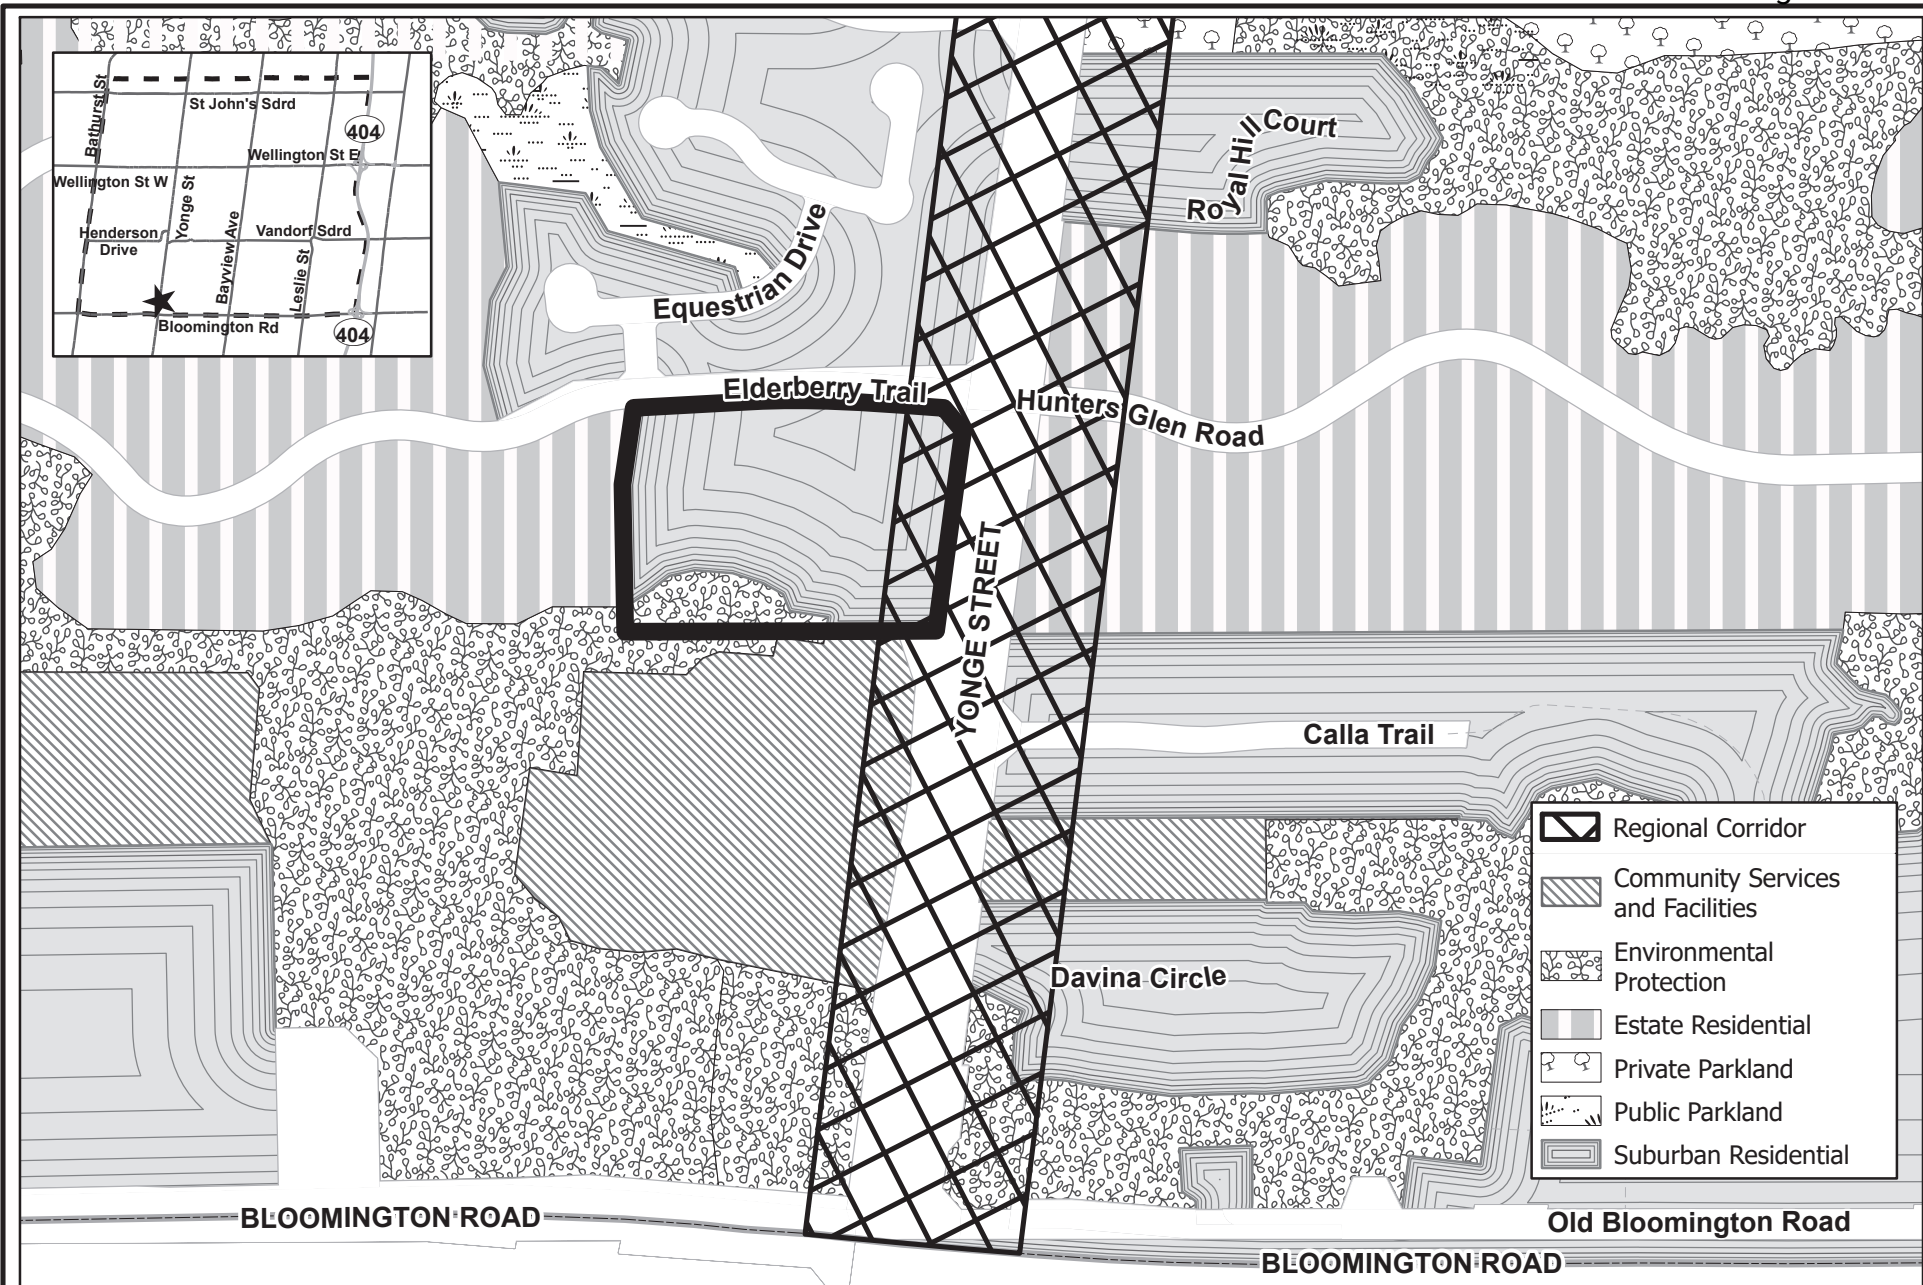 Bathurst St
St John's Sdrd
404
Wellington St E
Wellington St W
Yonge St
Henderson
Drive
Bayview Ave
Vandorf Sdrd
Leslie St
Bloomington Rd
404
Royal Hill Court
Equestrian Drive
Elderberry Trail
Hunters Glen Road
YONGE STREET
Calla Trail
Davina Circle
Regional Corridor
Community Services
and Facilities
Environmental
Protection
Estate Residential
Private Parkland
Public Parkland
Suburban Residential
BLOOMINGTON ROAD
Old Bloomington Road
BLOOMINGTON ROAD